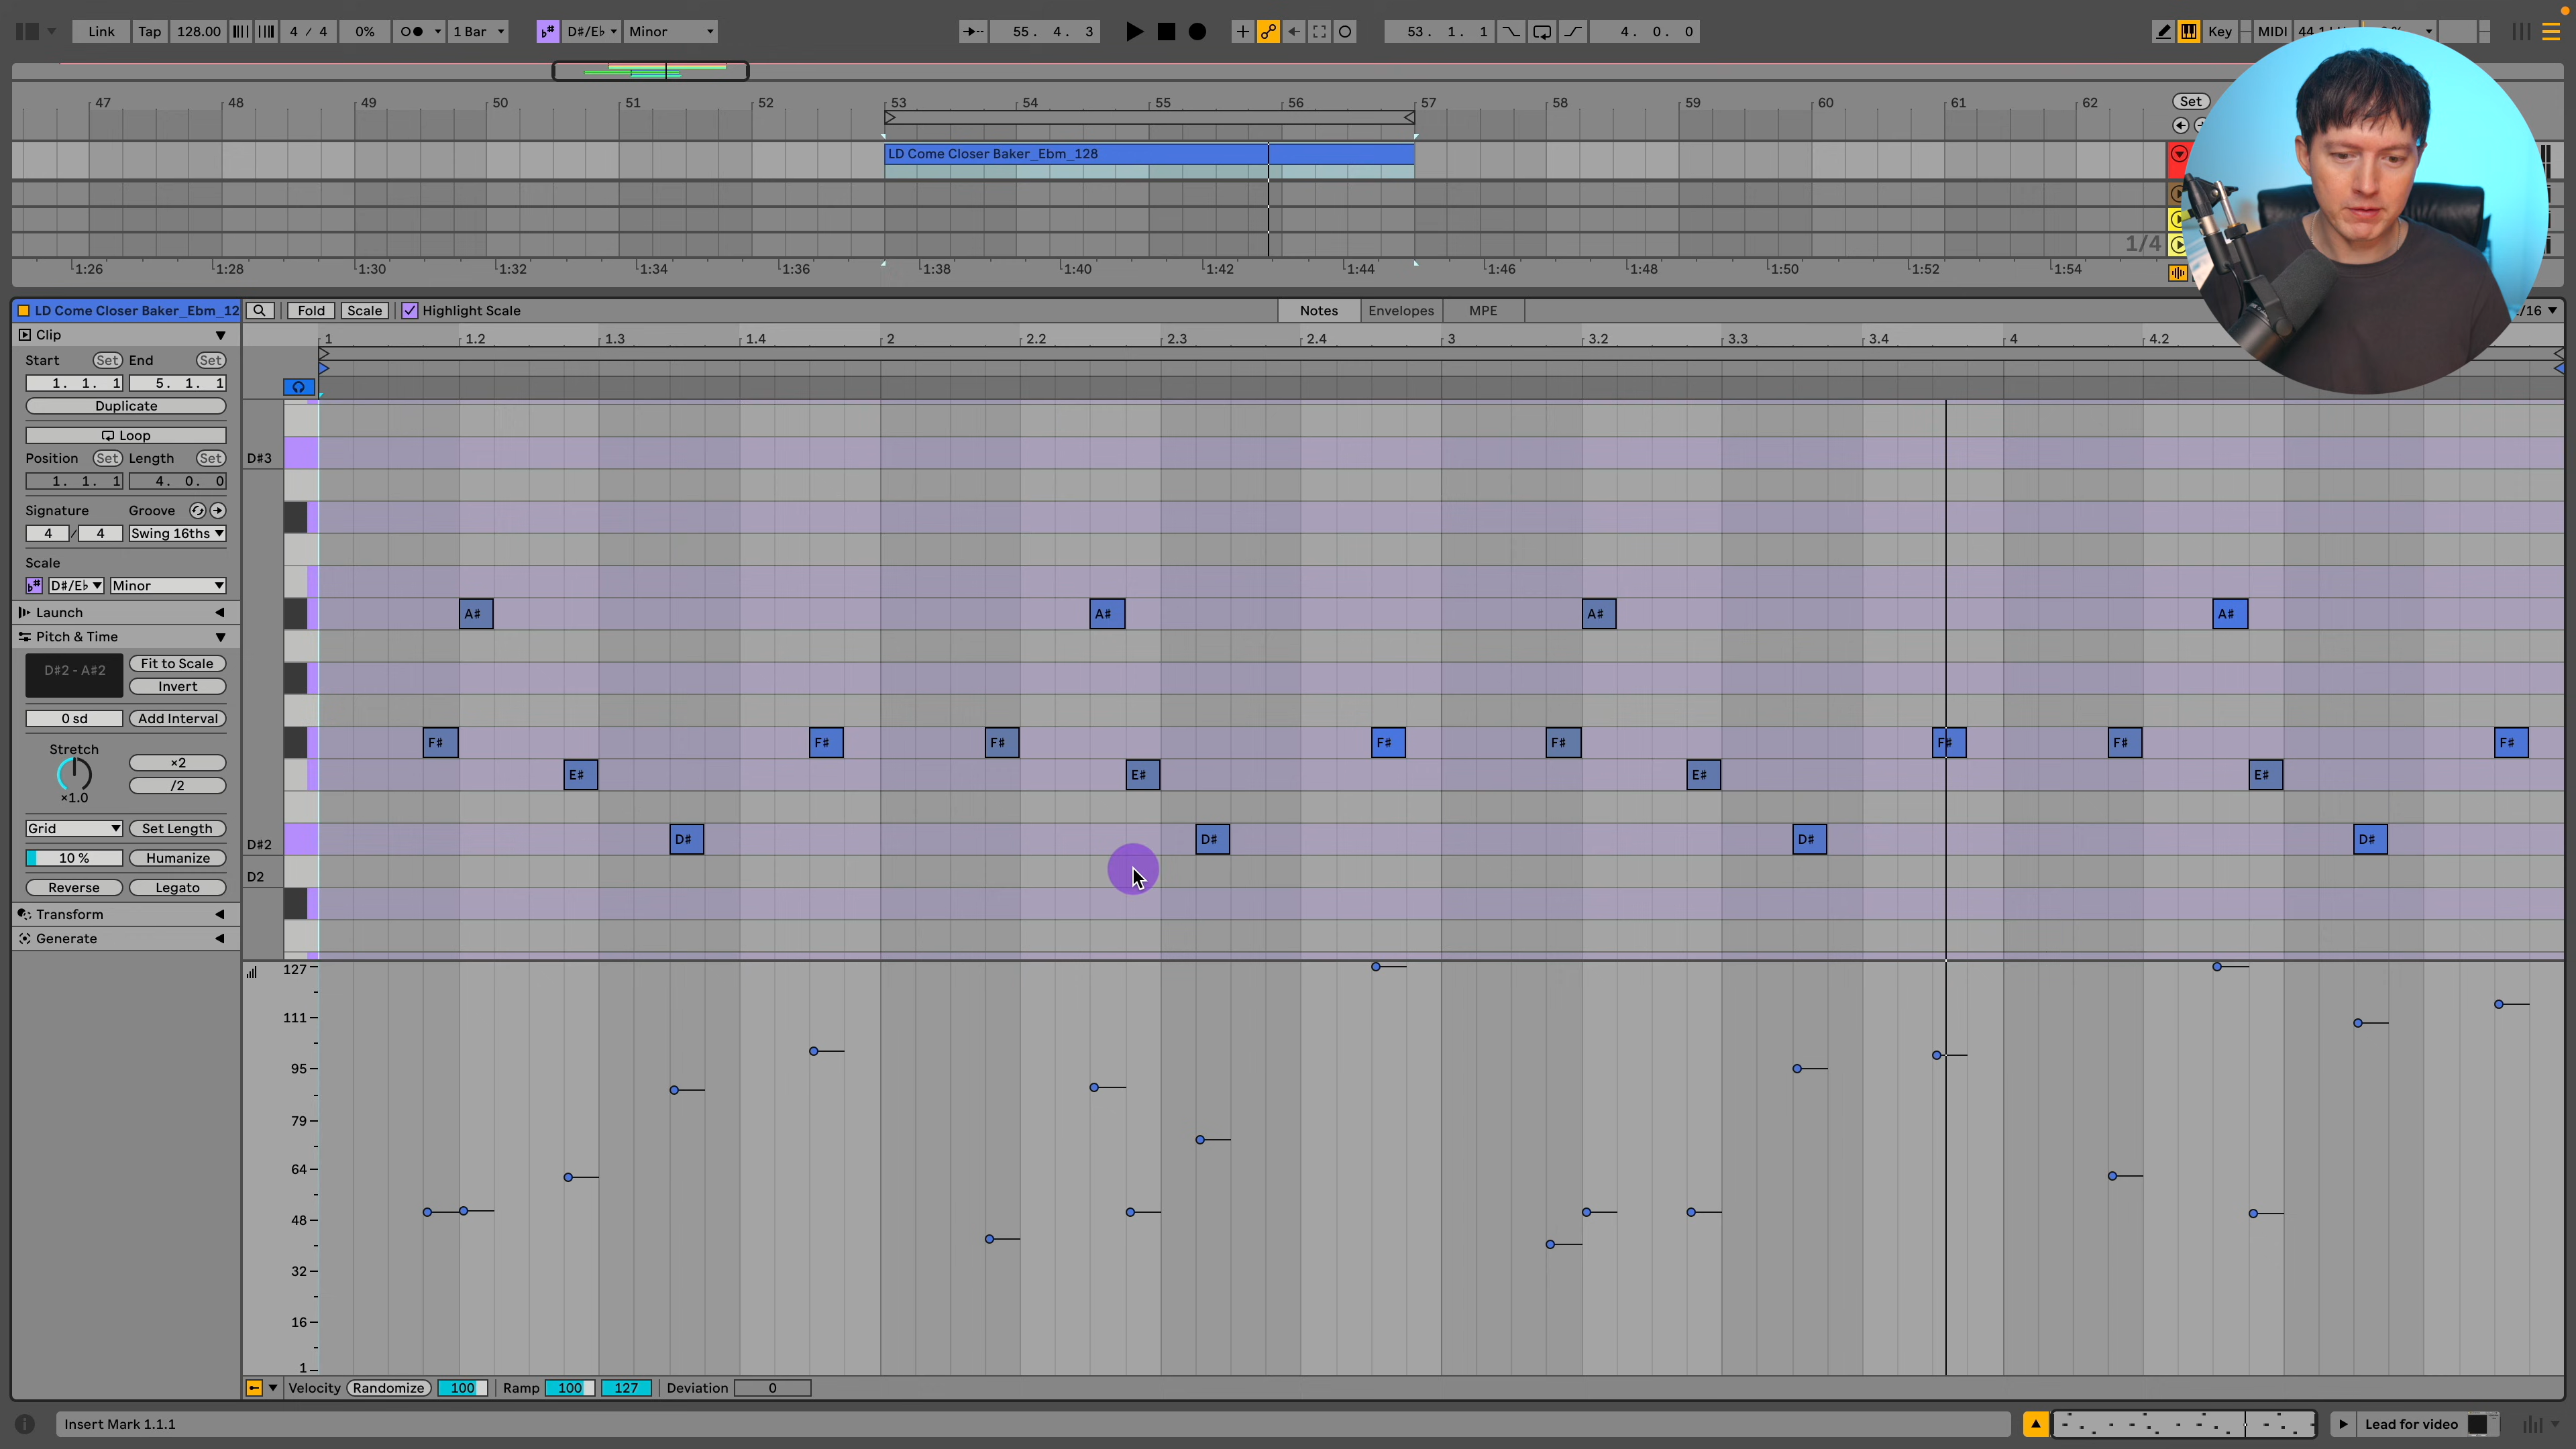 Link Tap 128.00 4 / 4 0% 1 Bar D#/E♭ Minor 55. 4. 3 53. 1. 1 4. 0. 0 Key MIDI
47 48 49 50 51 52 53 54 55 56 57 58 59 60 61 62 Set
LD Come Closer Baker_Ebm_128
1/4
1:26 1:28 1:30 1:32 1:34 1:36 1:38 1:40 1:42 1:44 1:46 1:48 1:50 1:52 1:54
LD Come Closer Baker_Ebm_12 Fold Scale Highlight Scale Notes Envelopes MPE /16
Clip
1 1.2 1.3 1.4 2 2.2 2.3 2.4 3 3.2 3.3 3.4 4 4.2
Start Set End Set
1. 1. 1 5. 1. 1
Duplicate
Loop
Position Set Length Set
1. 1. 1 4. 0. 0
Signature Groove
4 / 4 Swing 16ths
Scale
D#/E♭ Minor
Launch
Pitch & Time
D#2 - A#2 Fit to Scale
Invert
0 sd Add Interval
Stretch
×2
/2
×1.0
Grid Set Length
10 % Humanize
Reverse Legato
Transform
Generate
D#3
A# A# A# A#
F# F# F# F# F# F# F# F#
E# E# E# E#
D#2 D# D# D# D#
D2
127
111
95
79
64
48
32
16
1
Velocity Randomize 100 Ramp 100 127 Deviation 0
Insert Mark 1.1.1 Lead for video